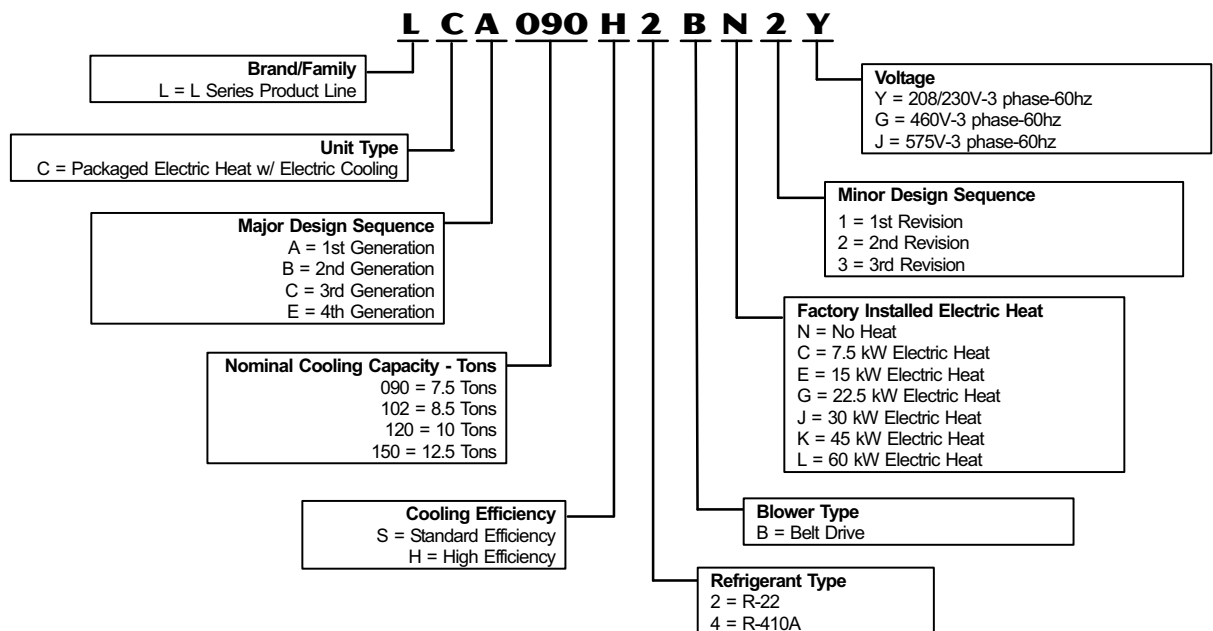 L C A 090 H 2 B N 2 Y
Brand/Family
L = L Series Product Line
Unit Type
C = Packaged Electric Heat w/ Electric Cooling
Major Design Sequence
A = 1st Generation
B = 2nd Generation
C = 3rd Generation
E = 4th Generation
Nominal Cooling Capacity - Tons
090 = 7.5 Tons
102 = 8.5 Tons
120 = 10 Tons
150 = 12.5 Tons
Cooling Efficiency
S = Standard Efficiency
H = High Efficiency
Voltage
Y = 208/230V-3 phase-60hz
G = 460V-3 phase-60hz
J = 575V-3 phase-60hz
Minor Design Sequence
1 = 1st Revision
2 = 2nd Revision
3 = 3rd Revision
Factory Installed Electric Heat
N = No Heat
C = 7.5 kW Electric Heat
E = 15 kW Electric Heat
G = 22.5 kW Electric Heat
J = 30 kW Electric Heat
K = 45 kW Electric Heat
L = 60 kW Electric Heat
Blower Type
B = Belt Drive
Refrigerant Type
2 = R-22
4 = R-410A